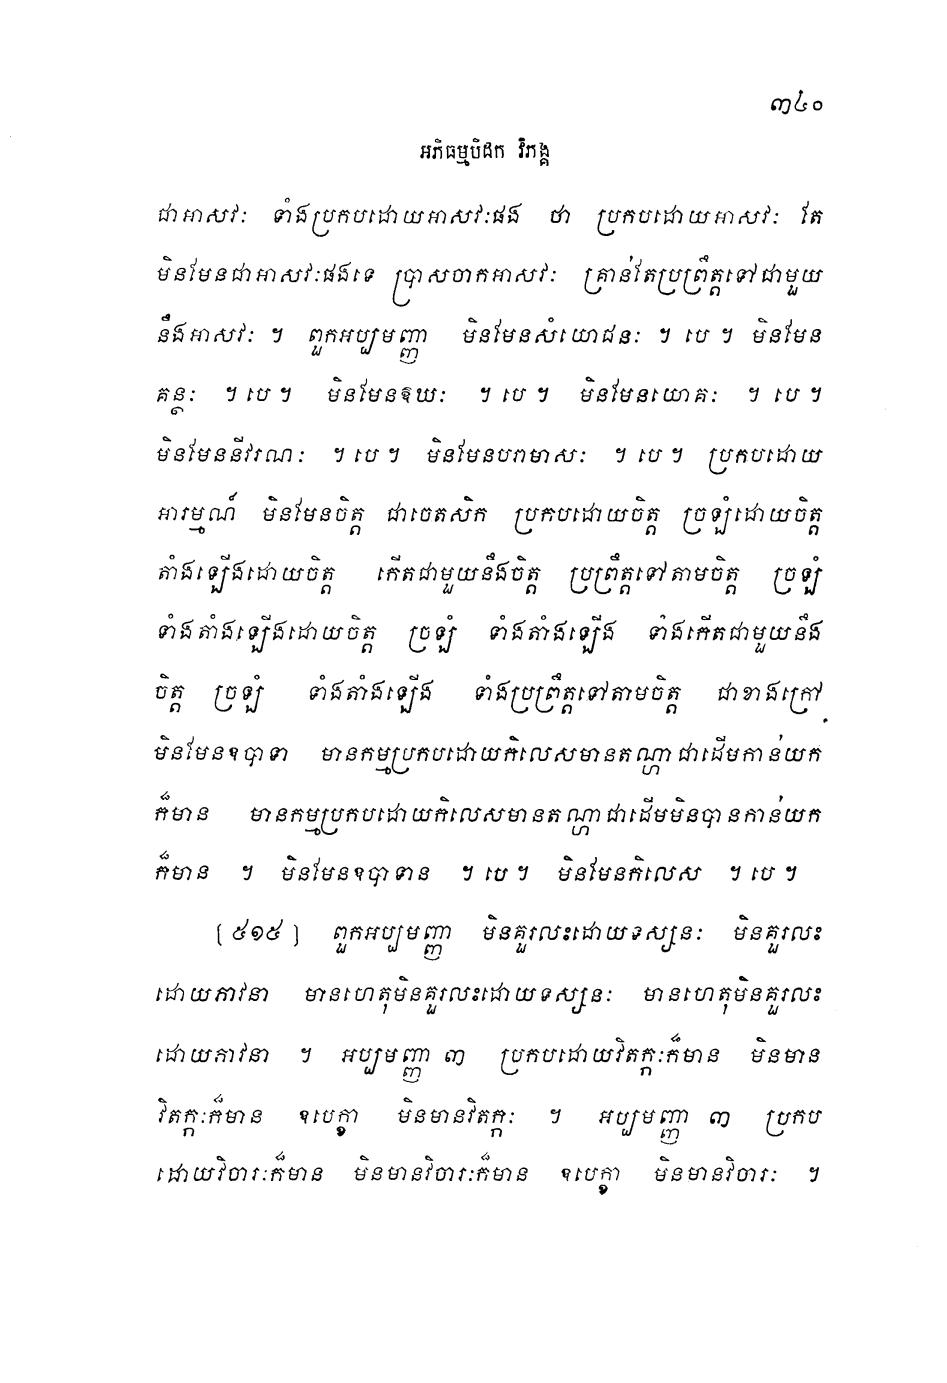 ៣៤០
អភិធម្មបិដក វិភង្គ
ជាអាសវៈ ទាំងប្រកបដោយអាសវៈផង ថា ប្រកបដោយអាសវៈ តែ
មិនមែនជាអាសវៈផងទេ ប្រាសចាកអាសវៈ គ្រាន់តែប្រព្រឹត្តទៅជាមួយ
នឹងអាសវៈ ។ ពួកអប្បមញ្ញា មិនមែនសំយោជនៈ ។ បេ ។ មិនមែន
គន្ថៈ ។ បេ ។ មិនមែនឱឃៈ ។ បេ ។ មិនមែនយោគៈ ។ បេ ។
មិនមែននីវរណៈ ។ បេ ។ មិនមែនបរាមាសៈ ។ បេ ។ ប្រកបដោយ
អារម្មណ៍ មិនមែនចិត្ត ជាចេតសិក ប្រកបដោយចិត្ត ច្រឡំដោយចិត្ត
តាំងឡើងដោយចិត្ត កើតជាមួយនឹងចិត្ត ប្រព្រឹត្តទៅតាមចិត្ត ច្រឡំ
ទាំងតាំងឡើងដោយចិត្ត ច្រឡំ ទាំងតាំងឡើង ទាំងកើតជាមួយនឹង
ចិត្ត ច្រឡំ ទាំងតាំងឡើង ទាំងប្រព្រឹត្តទៅតាមចិត្ត ជាខាងក្រៅ
មិនមែនឧបាទា មានកម្មប្រកបដោយកិលេសមានតណ្ហាជាដើមកាន់យក
ក៏មាន មានកម្មប្រកបដោយកិលេសមានតណ្ហាជាដើមមិនបានកាន់យក
ក៏មាន ។ មិនមែនឧបាទាន ។ បេ ។ មិនមែនកិលេស ។ បេ ។
[៥១៥] ពួកអប្បមញ្ញា មិនគួរលះដោយទស្សនៈ មិនគួរលះ
ដោយភាវនា មានហេតុមិនគួរលះដោយទស្សនៈ មានហេតុមិនគួរលះ
ដោយភាវនា ។ អប្បមញ្ញា ៣ ប្រកបដោយវិតក្កៈក៏មាន មិនមាន
វិតក្កៈក៏មាន ឧបេក្ខា មិនមានវិតក្កៈ ។ អប្បមញ្ញា ៣ ប្រកប
ដោយវិចារៈក៏មាន មិនមានវិចារៈក៏មាន ឧបេក្ខា មិនមានវិចារៈ ។